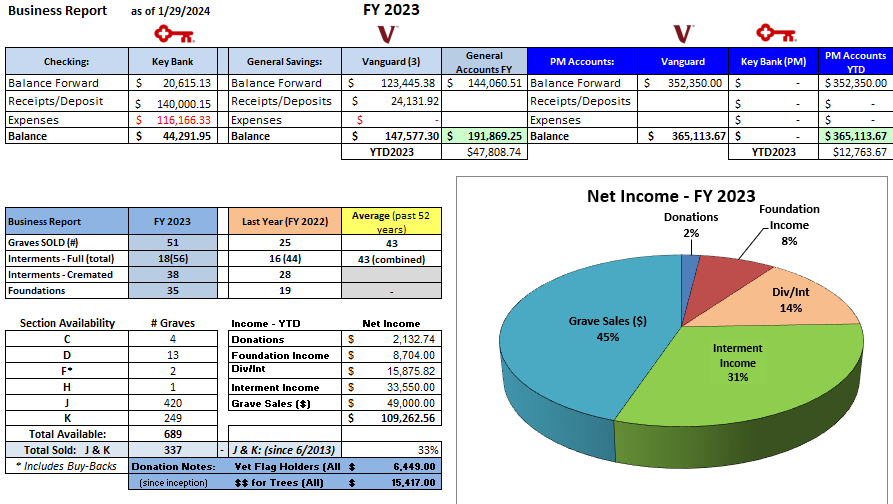 Business Report as of 1/29/2024 FY 2023
V V
Checking: Key Bank General Savings: Vanguard (3) General Accounts FY PM Accounts: Vanguard Key Bank (PM) PM Accounts YTD
Balance Forward $ 20,615.13 Balance Forward $ 123,445.38 $ 144,060.51 Balance Forward $ 352,350.00 $ - $352,350.00
Receipts/Deposit $ 140,000.15 Receipts/Deposits $ 24,131.92 Receipts/Deposits $ - $ -
Expenses $ 116,166.33 Expenses $ - Expenses $ - $ -
Balance $ 44,291.95 Balance $ 147,577.30 $ 191,869.25 Balance $ 365,113.67 $ - $365,113.67
YTD2023 $47,808.74 YTD2023 $12,763.67
Business Report FY 2023 Last Year (FY 2022) Average (past 52 years)
Graves SOLD (#) 51 25 43
Interments - Full (total) 18(56) 16 (44) 43 (combined)
Interments - Cremated 38 28
Foundations 35 19 -
Section Availability # Graves
C 4
D 13
F* 2
H 1
J 420
K 249
Total Available: 689
Total Sold: J & K 337 - J & K: (since 6/2013) 33%
* Includes Buy-Backs
Income - YTD Net Income
Donations $ 2,132.74
Foundation Income $ 8,704.00
Div/Int $ 15,875.82
Interment Income $ 33,550.00
Grave Sales ($) $ 49,000.00
$ 109,262.56
Donation Notes: Vet Flag Holders (All $ 6,449.00
(since inception) $$ for Trees (All) $ 15,417.00
Net Income - FY 2023
Donations
2%
Foundation
Income
8%
Div/Int
14%
Interment
Income
31%
Grave Sales ($)
45%